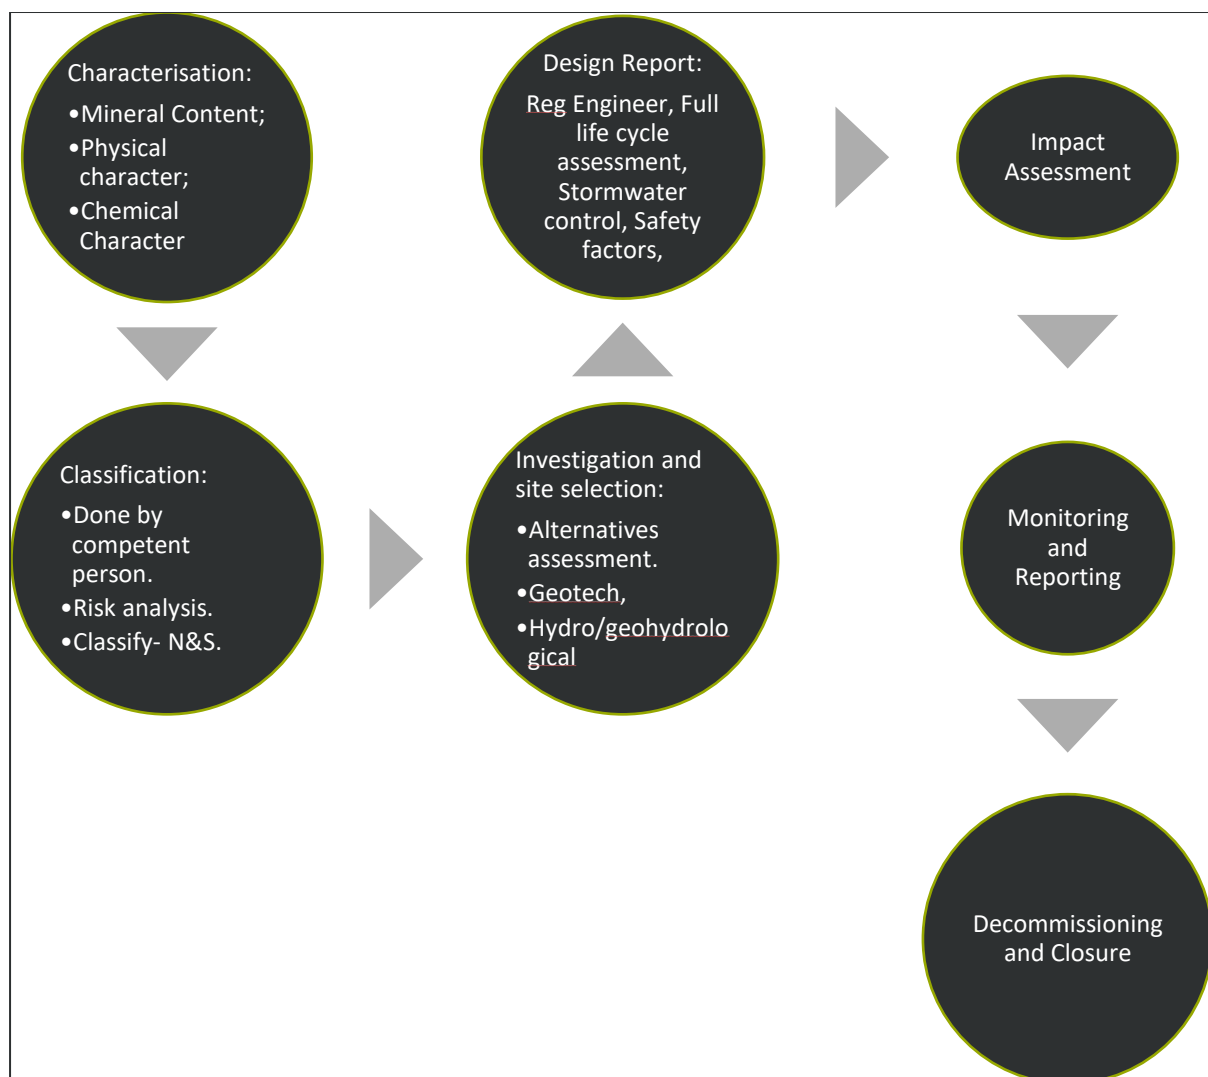 Characterisation:
•Mineral Content;
•Physical
character;
•Chemical
Character
Classification:
•Done by
competent
person.
•Risk analysis.
•Classify- N&S.
Investigation and
site selection:
•Alternatives
assessment.
•Geotech,
•Hydro/geohydrolo
gical
Design Report:
Reg Engineer, Full
life cycle
assessment,
Stormwater
control, Safety
factors,
Impact
Assessment
Monitoring
and
Reporting
Decommissioning
and Closure